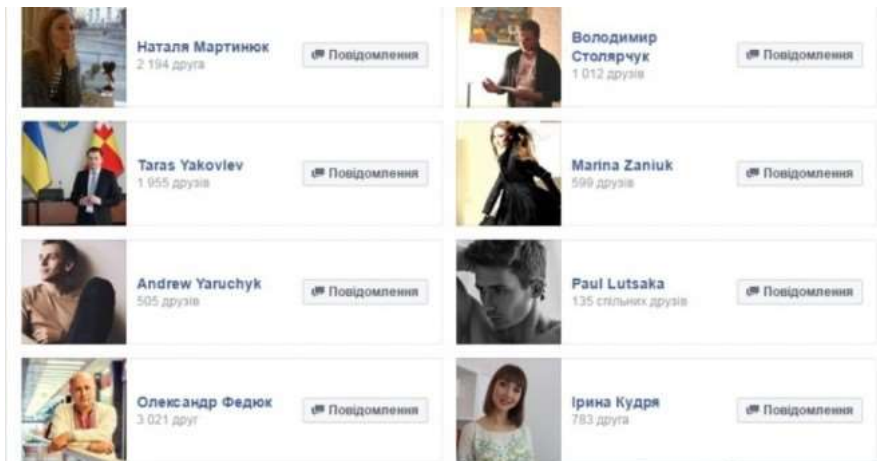 Наталя Мартинюк
2 194 друга
Повідомлення
Володимир
Столярчук
1 012 друзів
Повідомлення
Taras Yakovlev
1 955 друзів
Повідомлення
Marina Zaniuk
599 друзів
Повідомлення
Andrew Yaruchyk
505 друзів
Повідомлення
Paul Lutsaka
135 спільних друзів
Повідомлення
Олександр Федюк
3 021 друг
Повідомлення
Ірина Кудря
783 друга
Повідомлення